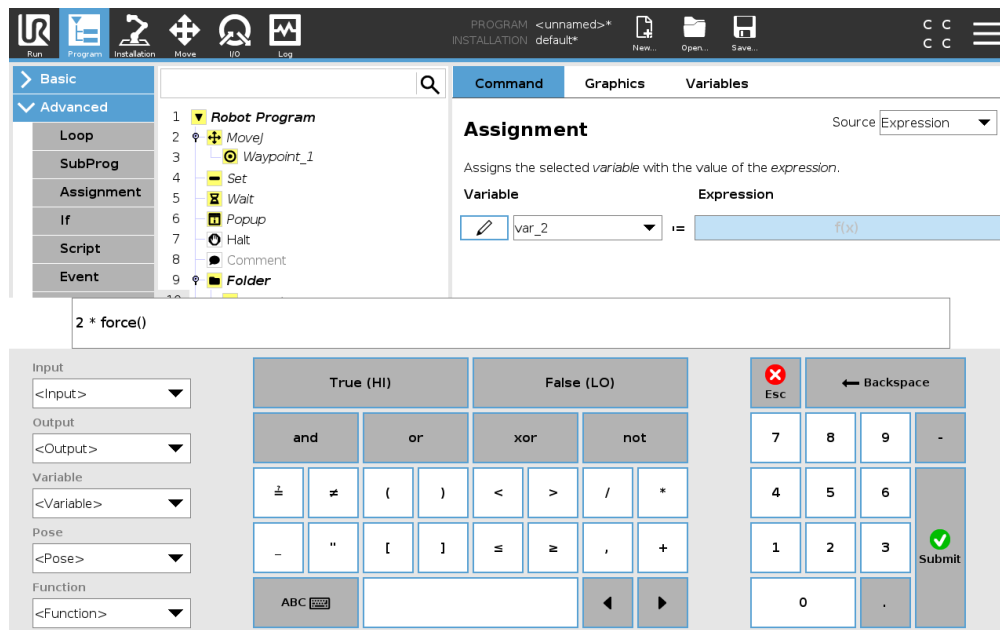 UR
Run
Program
Installation
Move
I/O
Log
PROGRAM <unnamed>*
INSTALLATION default*
New...
Open...
Save...
C C
C C
Basic
Advanced
Loop
SubProg
Assignment
If
Script
Event
1 Robot Program
2 MoveJ
3 Waypoint_1
4 Set
5 Wait
6 Popup
7 Halt
8 Comment
9 Folder
Command Graphics Variables
Assignment
Source Expression
Assigns the selected variable with the value of the expression.
Variable Expression
var_2 := f(x)
2 * force()
Input
<Input>
Output
<Output>
Variable
<Variable>
Pose
<Pose>
Function
<Function>
True (HI) False (LO)
and or xor not
≟ ≠ ( ) < > / *
_ " [ ] ≤ ≥ , +
ABC
Esc Backspace
7 8 9 -
4 5 6
1 2 3 Submit
0 .